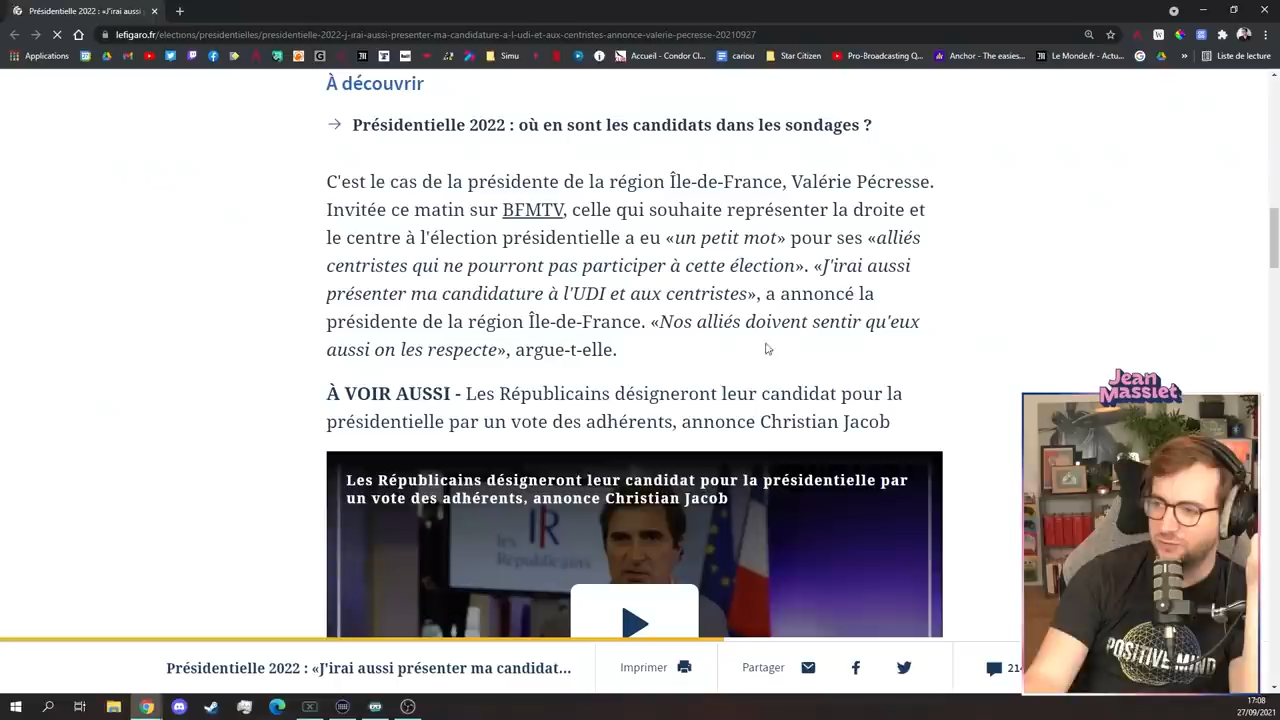 Présidentielle 2022 : «J'irai aussi
lefigaro.fr/elections/presidentielles/presidentielle-2022-j-irai-aussi-presenter-ma-candidature-a-l-udi-et-aux-centristes-annonce-valerie-pecresse-20210927
Applications
Simu
Accueil - Condor Cl...
cariou
Star Citizen
Pro-Broadcasting Q...
Anchor - The easies...
Le Monde.fr - Actu...
Liste de lecture
À découvrir
→ Présidentielle 2022 : où en sont les candidats dans les sondages ?
C'est le cas de la présidente de la région Île-de-France, Valérie Pécresse.
Invitée ce matin sur BFMTV, celle qui souhaite représenter la droite et
le centre à l'élection présidentielle a eu «un petit mot» pour ses «alliés
centristes qui ne pourront pas participer à cette élection». «J'irai aussi
présenter ma candidature à l'UDI et aux centristes», a annoncé la
présidente de la région Île-de-France. «Nos alliés doivent sentir qu'eux
aussi on les respecte», argue-t-elle.
À VOIR AUSSI - Les Républicains désigneront leur candidat pour la
présidentielle par un vote des adhérents, annonce Christian Jacob
Les Républicains désigneront leur candidat pour la présidentielle par
un vote des adhérents, annonce Christian Jacob
les
Républicains
Jean
Massiet
POSITIVE MIND
Présidentielle 2022 : «J'irai aussi présenter ma candidat...
Imprimer
Partager
17:08
27/09/2021